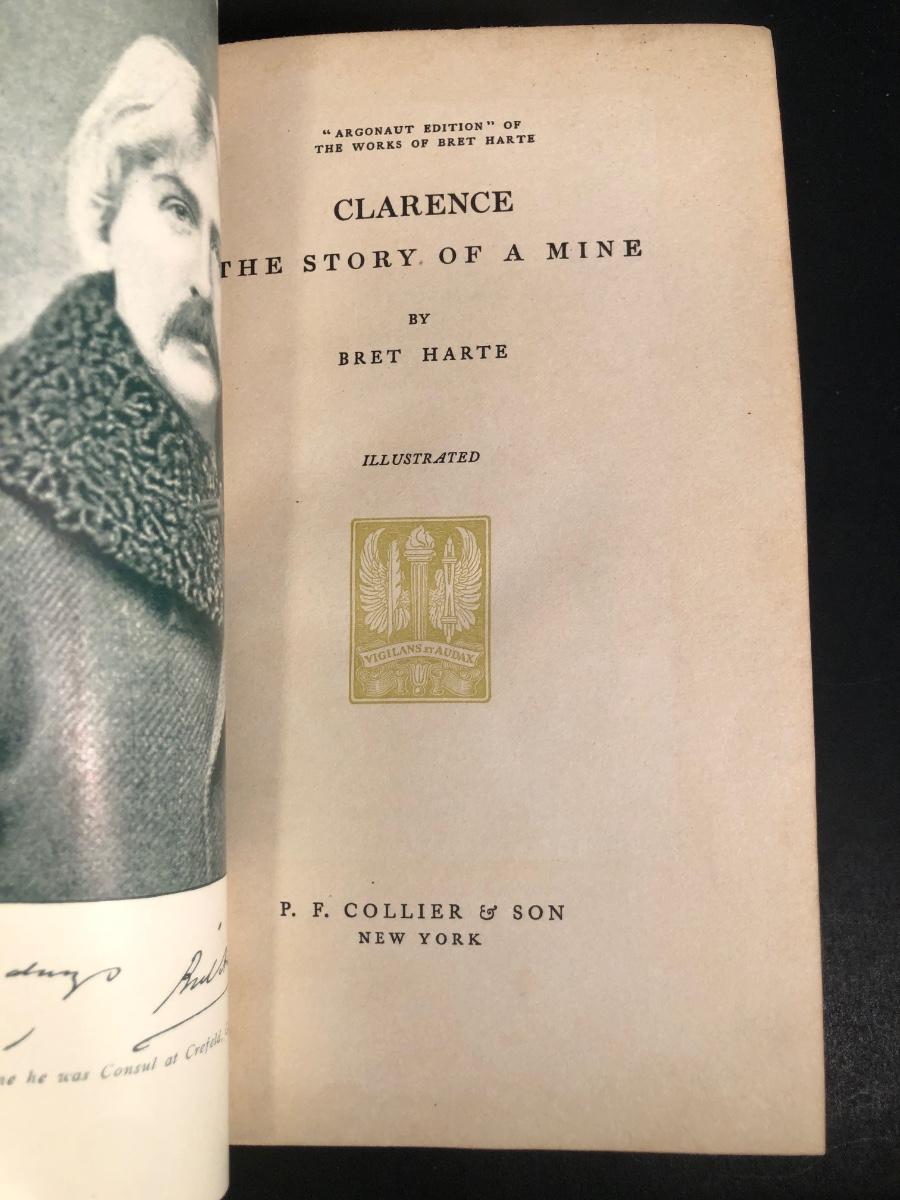 "ARGONAUT EDITION" OF
THE WORKS OF BRET HARTE
CLARENCE
THE STORY OF A MINE
BY
BRET HARTE
ILLUSTRATED
VIGILANS ET AUDAX
P. F. COLLIER & SON
NEW YORK
he was Consul at Crefeld,